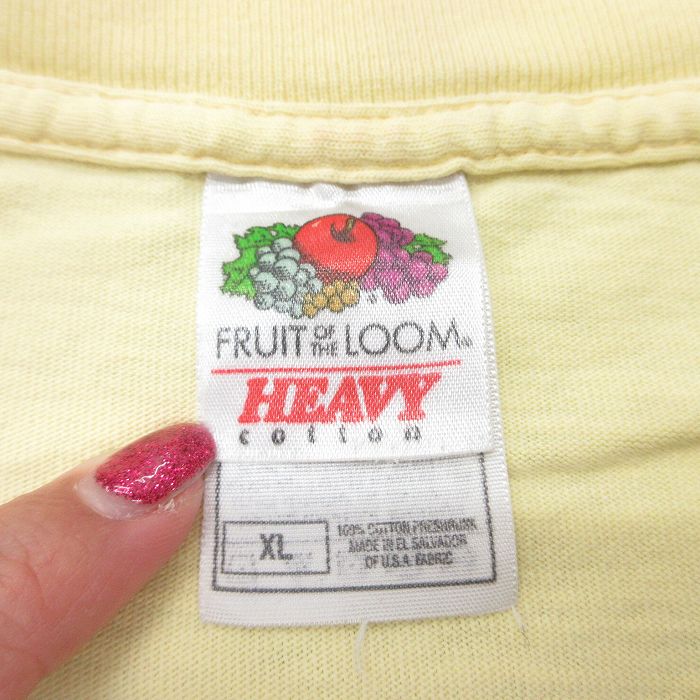 FRUIT OF THE LOOM®
HEAVY
cotton
XL
100% COTTON PRESHRUNK
MADE IN EL SALVADOR
OF U.S.A. FABRIC